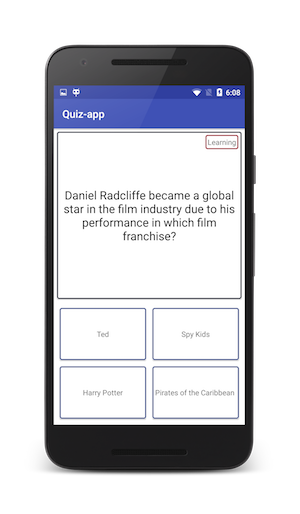 6:08
Quiz-app
Learning
Daniel Radcliffe became a global
star in the film industry due to his
performance in which film
franchise?
Ted
Spy Kids
Harry Potter
Pirates of the Caribbean